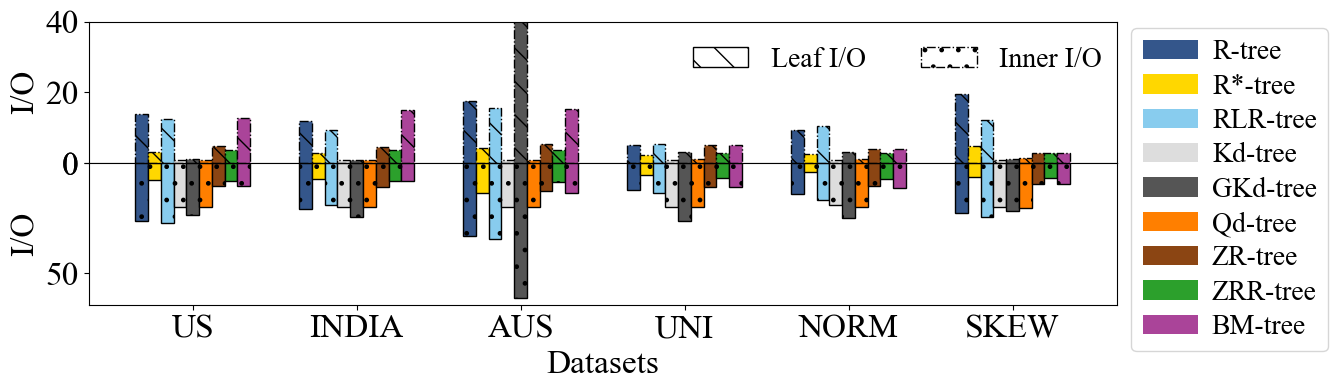 40
20
0
50
I/O
I/O
Leaf I/O
Inner I/O
US
INDIA
AUS
UNI
NORM
SKEW
Datasets
R-tree
R*-tree
RLR-tree
Kd-tree
GKd-tree
Qd-tree
ZR-tree
ZRR-tree
BM-tree